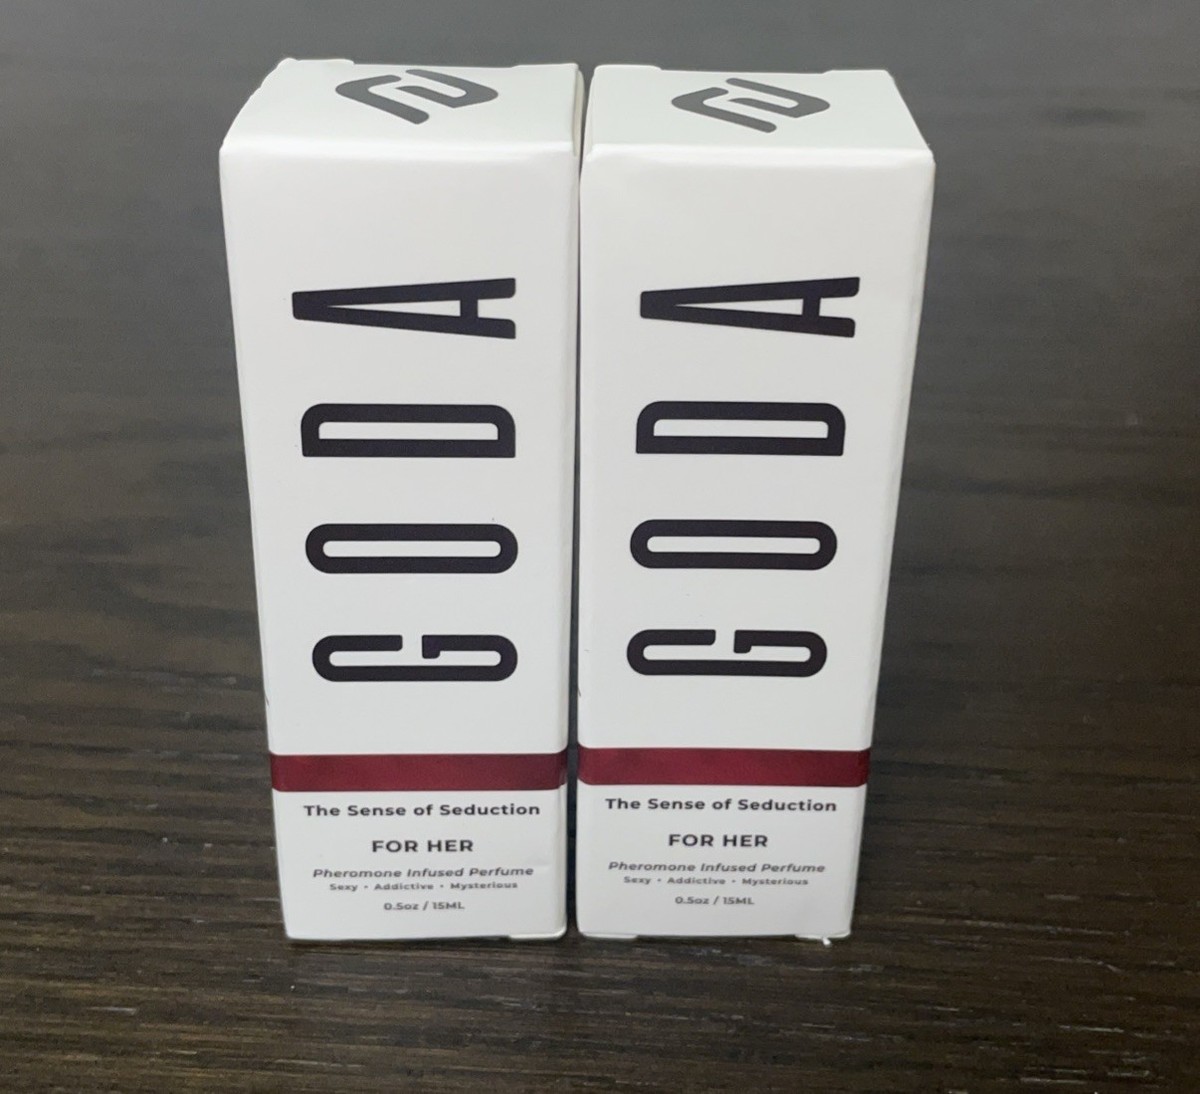 GODA
The Sense of Seduction
FOR HER
Pheromone Infused Perfume
Sexy • Addictive • Mysterious
0.5oz / 15ML
GODA
The Sense of Seduction
FOR HER
Pheromone Infused Perfume
Sexy • Addictive • Mysterious
0.5oz / 15ML